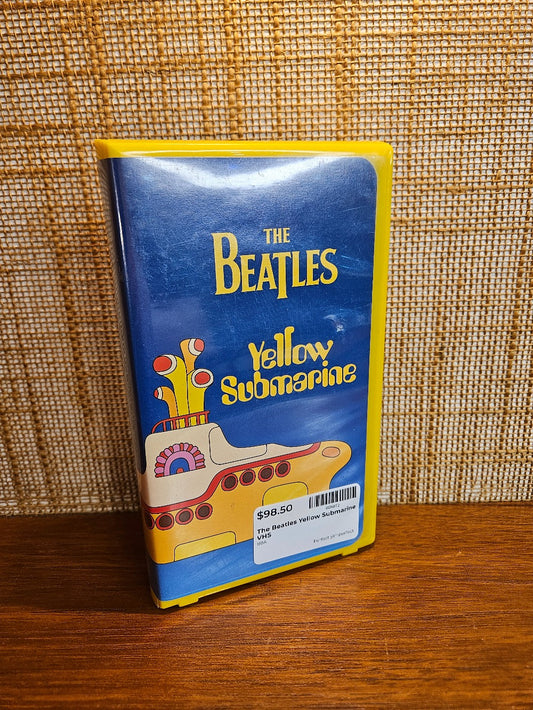 THE
BEATLES
Yellow
Submarine
$98.50
The Beatles Yellow Submarine
VHS